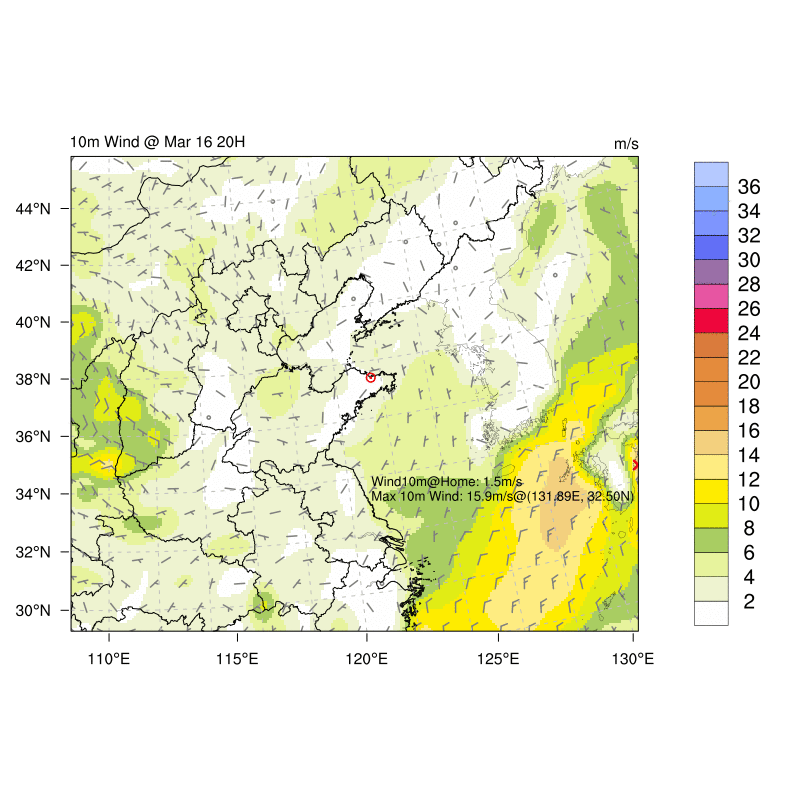 10m Wind @ Mar 16 20H
m/s
44°N
42°N
40°N
38°N
36°N
34°N
32°N
30°N
Wind10m@Home: 1.5m/s
Max 10m Wind: 15.9m/s@(131.89E, 32.50N)
110°E
115°E
120°E
125°E
130°E
36
34
32
30
28
26
24
22
20
18
16
14
12
10
8
6
4
2